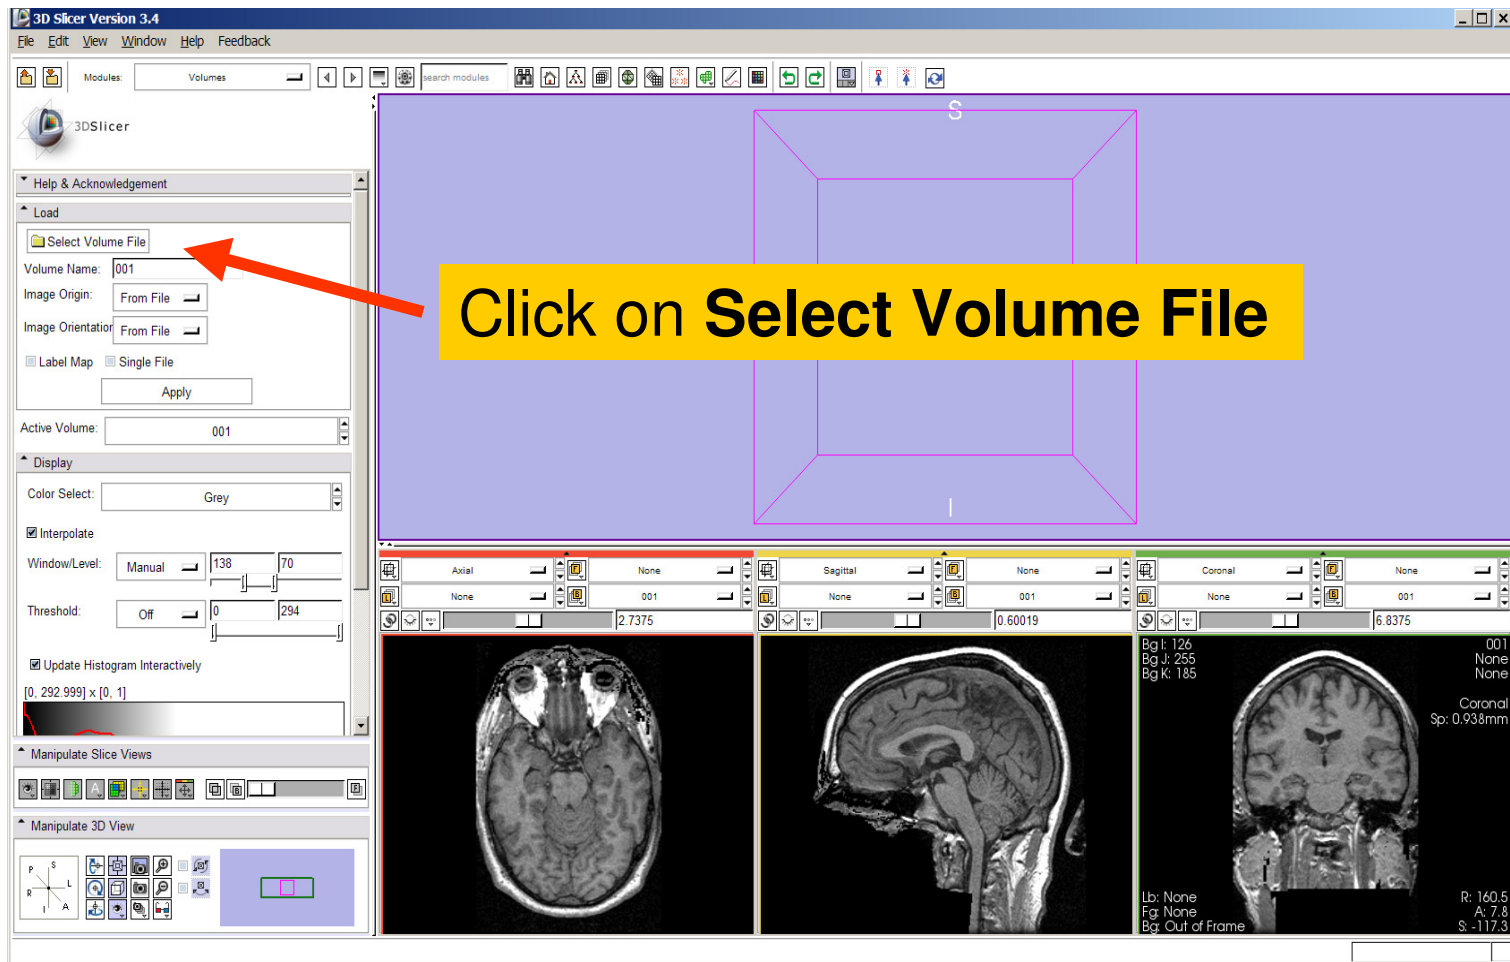 3D Slicer Version 3.4
File Edit View Window Help Feedback
Modules: Volumes search modules
3DSlicer
Help & Acknowledgement
Load
Select Volume File
Volume Name: 001
Image Origin: From File
Image Orientation From File
Label Map Single File
Apply
Active Volume: 001
Display
Color Select: Grey
Interpolate
Window/Level: Manual 138 70
Threshold: Off 0 294
Update Histogram Interactively
[0, 292.999] x [0, 1]
Manipulate Slice Views
Manipulate 3D View
P S
R L
I A
S
Click on Select Volume File
I
Axial None
None 001
2.7375
Sagittal None
None 001
0.60019
Coronal None
None 001
6.8375
Bg I: 126
Bg J: 255
Bg K: 185
001
None
None
Coronal
Sp: 0.938mm
Lb: None
Fg: None
Bg: Out of Frame
R: 160.5
A: 7.8
S: -117.3